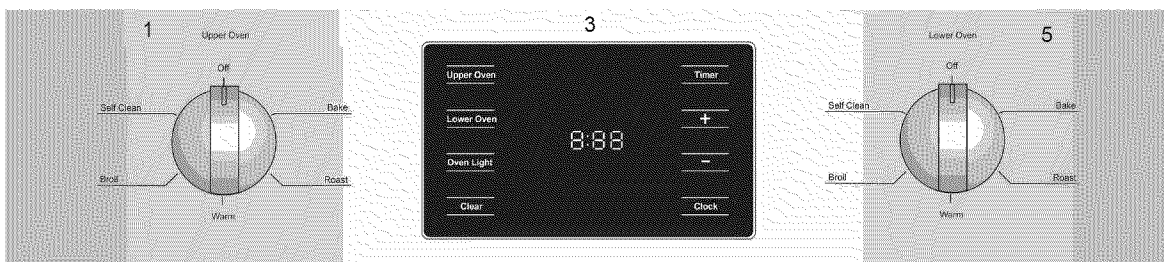 1
Upper Oven
Off
Self Clean
Bake
Broil
Roast
Warm
3
Upper Oven
Timer
Lower Oven
+
8:88
Oven Light
−
Clear
Clock
Lower Oven
5
Off
Self Clean
Bake
Broil
Roast
Warm